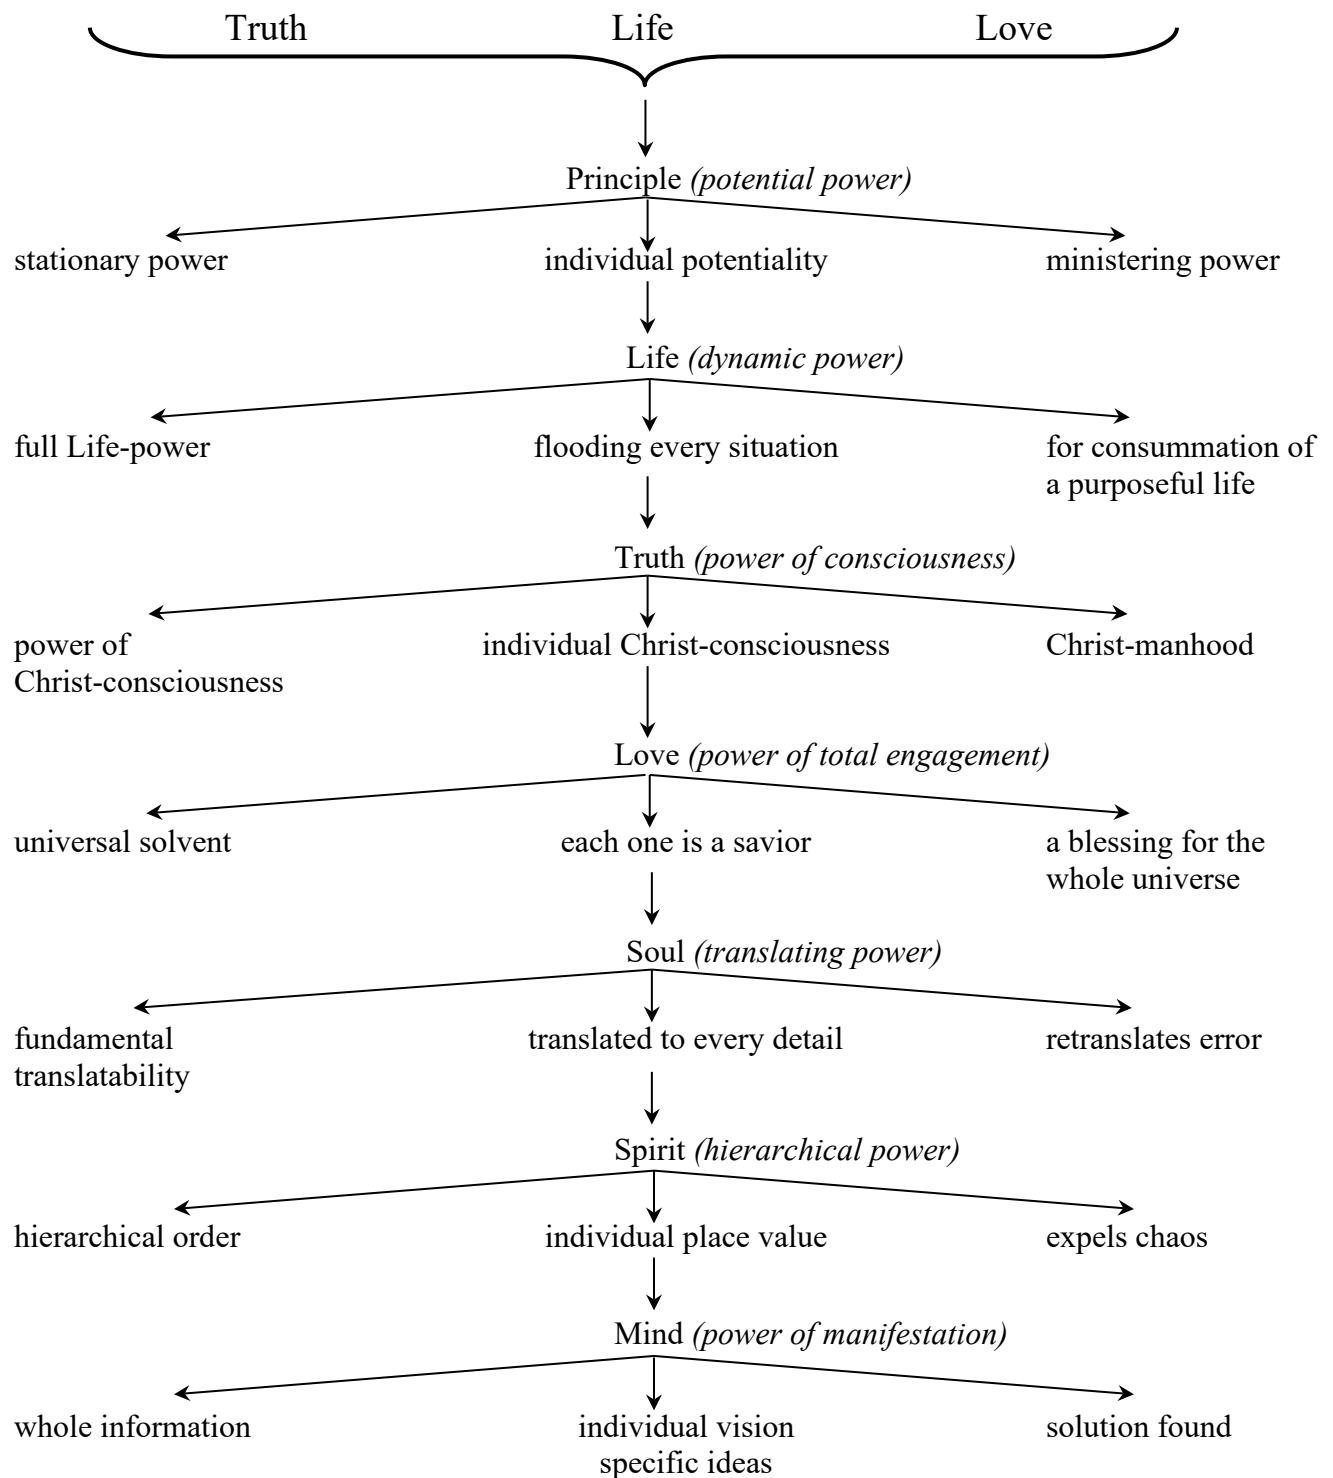 Truth Life Love
Principle (potential power)
stationary power individual potentiality ministering power
Life (dynamic power)
full Life-power flooding every situation for consummation of
a purposeful life
Truth (power of consciousness)
power of individual Christ-consciousness Christ-manhood
Christ-consciousness
Love (power of total engagement)
universal solvent each one is a savior a blessing for the
whole universe
Soul (translating power)
fundamental translated to every detail retranslates error
translatability
Spirit (hierarchical power)
hierarchical order individual place value expels chaos
Mind (power of manifestation)
whole information individual vision solution found
specific ideas